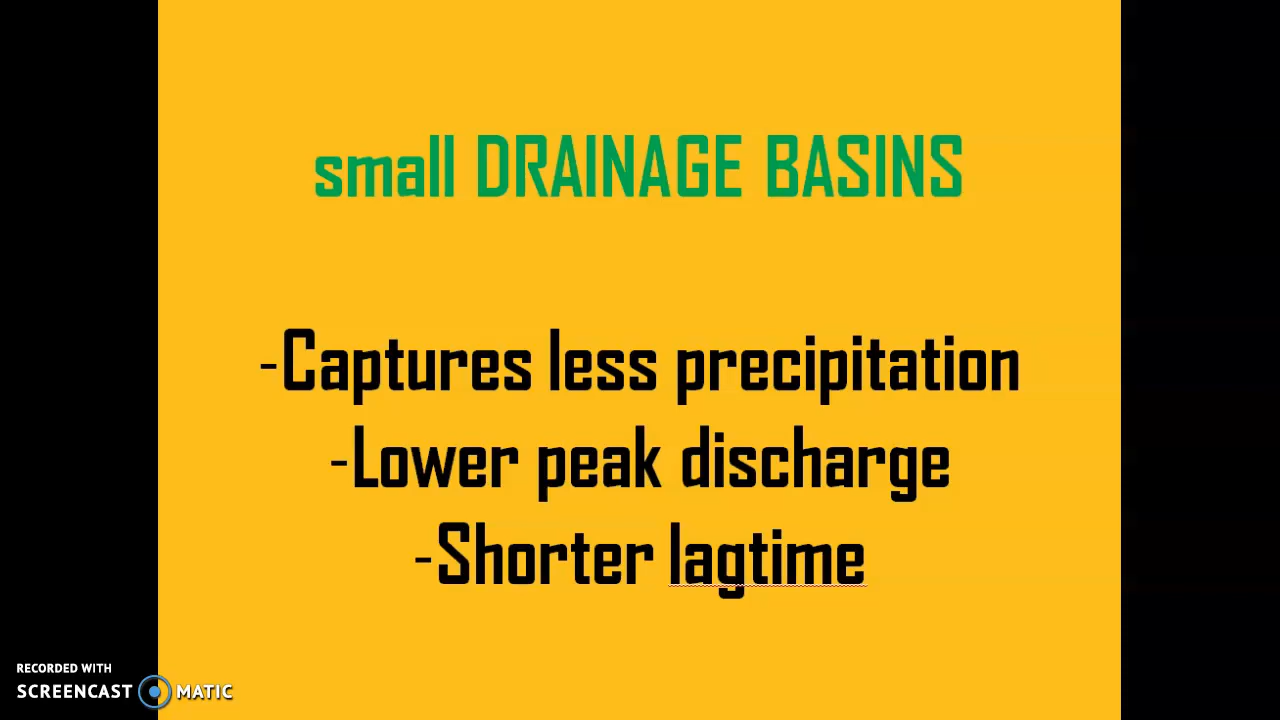 small DRAINAGE BASINS
-Captures less precipitation
-Lower peak discharge
-Shorter lagtime
RECORDED WITH
SCREENCAST MATIC